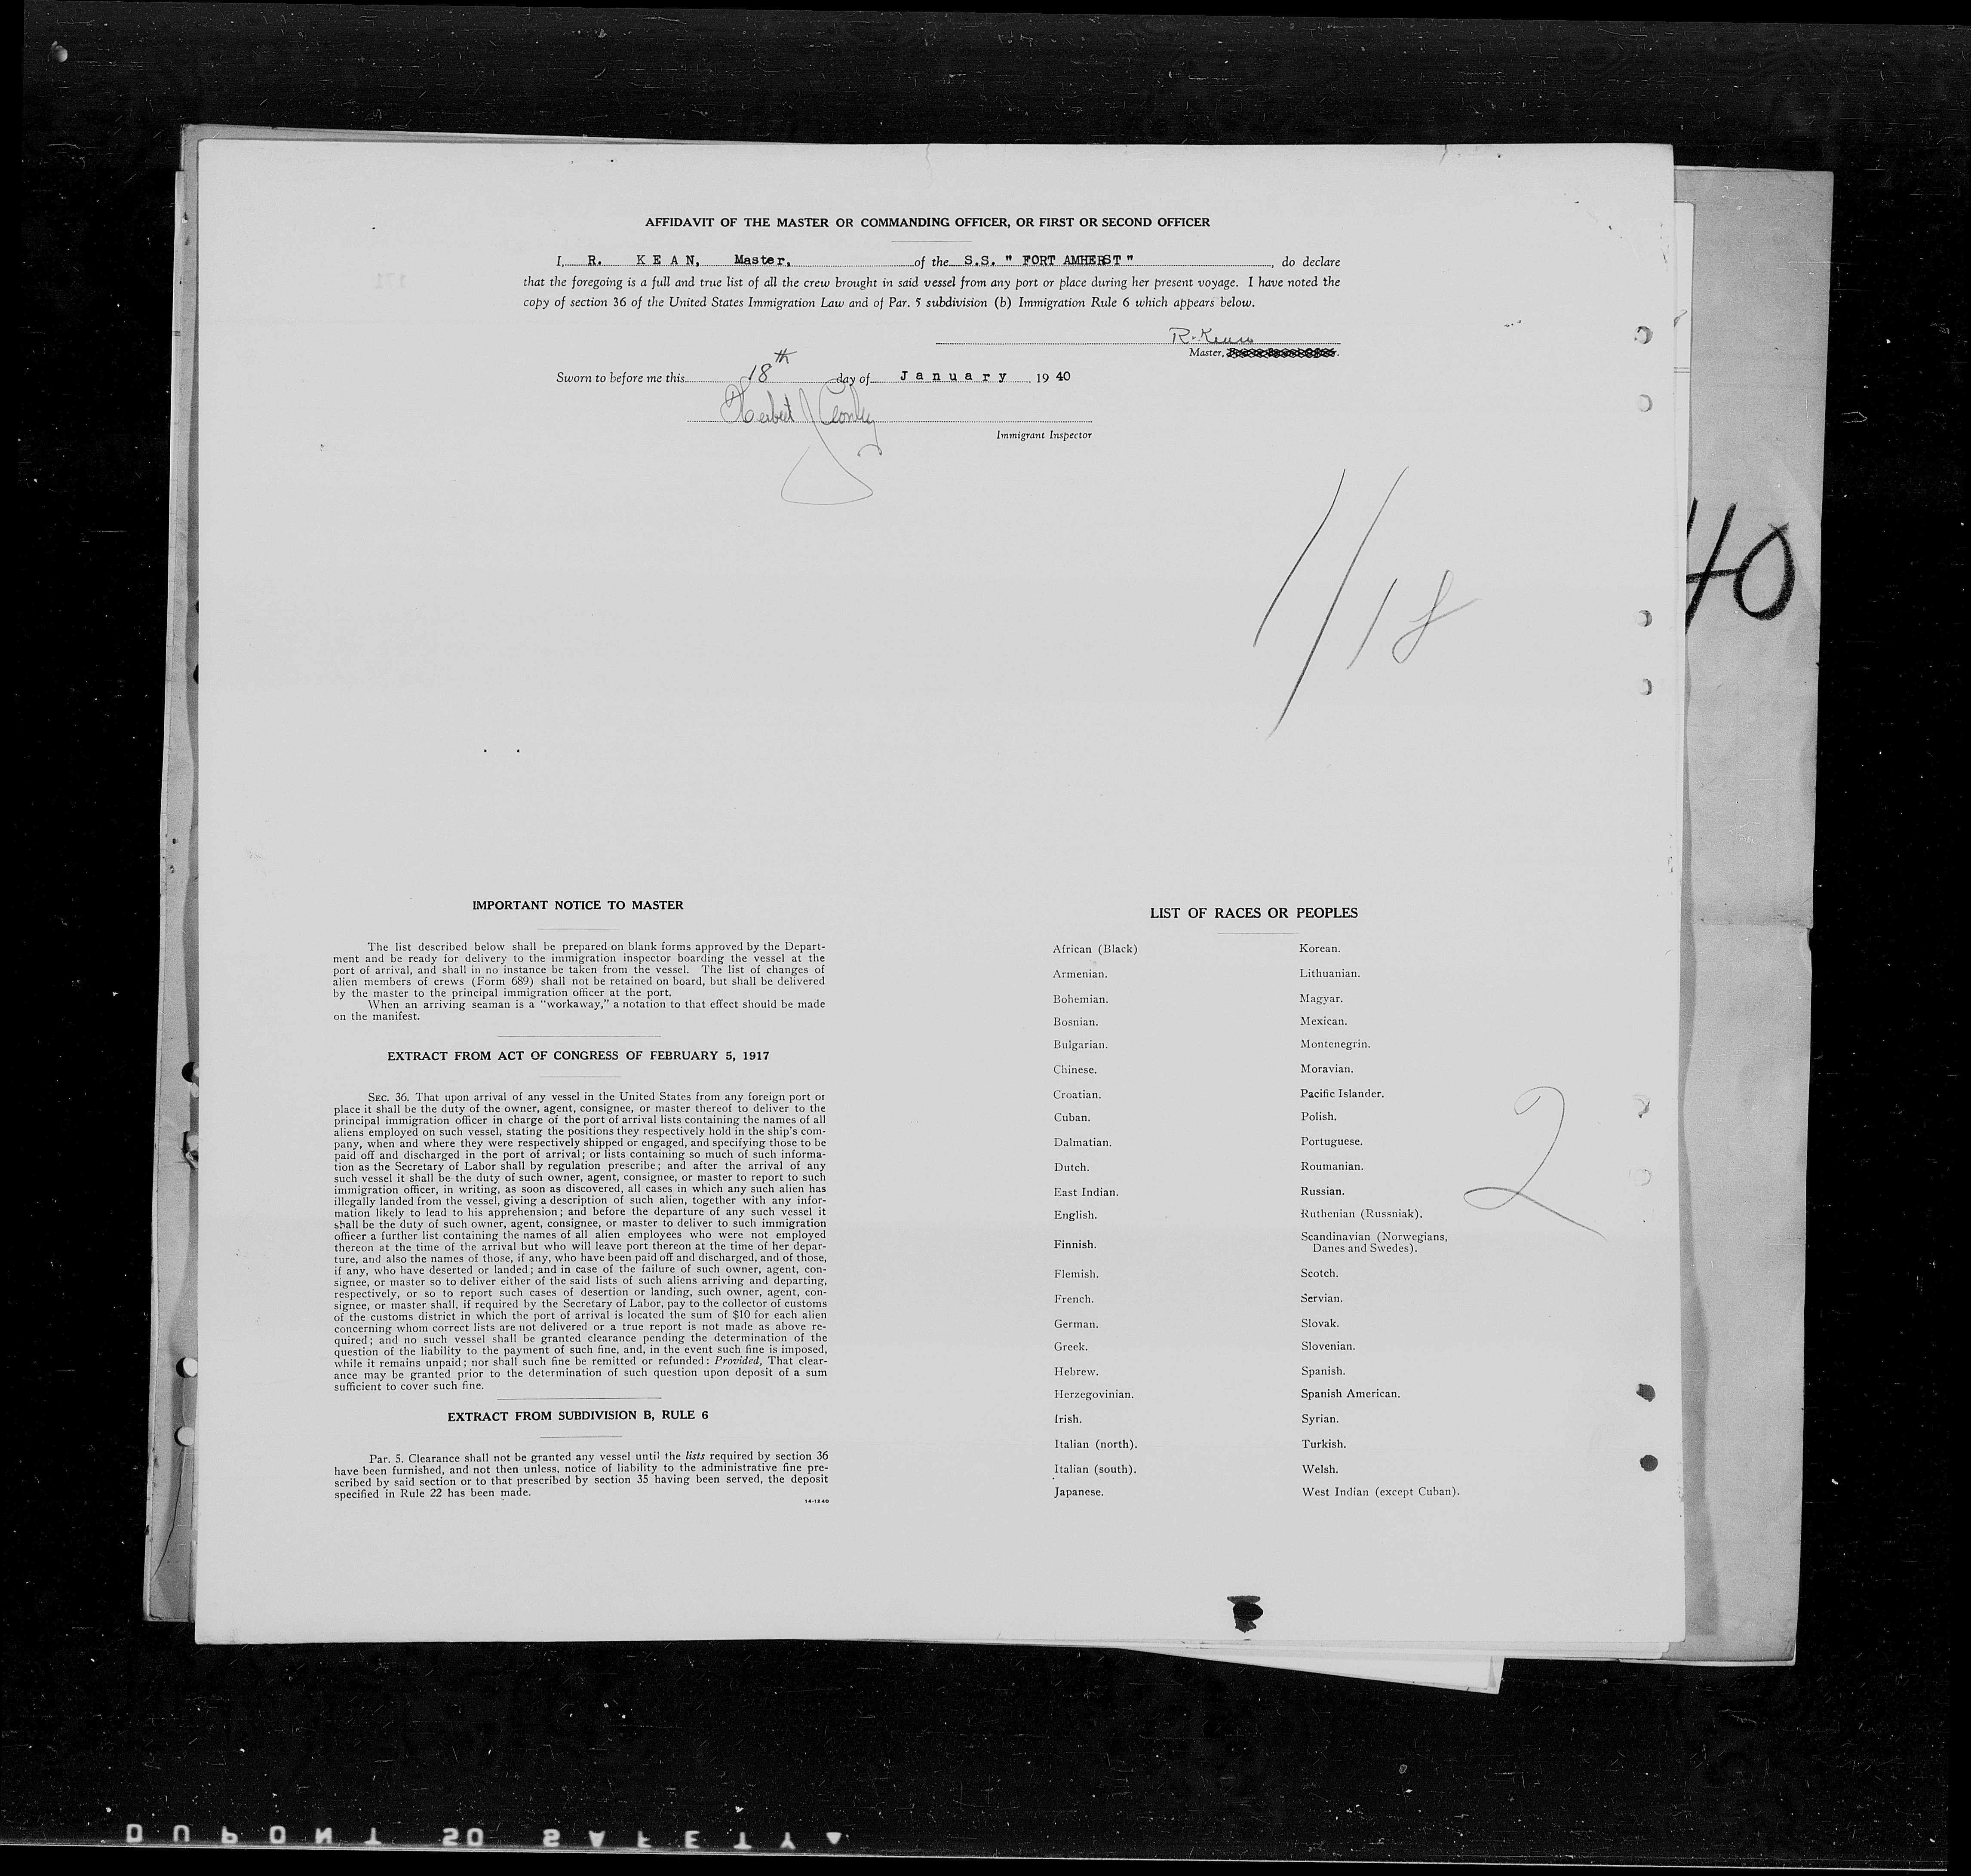 AFFIDAVIT OF THE MASTER OR COMMANDING OFFICER, OR FIRST OR SECOND OFFICER
I, R. KEAN, Master, of the S.S. " FORT AMHERST ", do declare
that the foregoing is a full and true list of all the crew brought in said vessel from any port or place during her present voyage. I have noted the
copy of section 36 of the United States Immigration Law and of Par. 5 subdivision (b) Immigration Rule 6 which appears below.
R. Kean
Master,
Sworn to before me this 18th day of January, 19 40
Herbert J
Immigrant Inspector
1/18
40
IMPORTANT NOTICE TO MASTER
The list described below shall be prepared on blank forms approved by the Depart-
ment and be ready for delivery to the immigration inspector boarding the vessel at the
port of arrival, and shall in no instance be taken from the vessel. The list of changes of
alien members of crews (Form 689) shall not be retained on board, but shall be delivered
by the master to the principal immigration officer at the port.
When an arriving seaman is a "workaway," a notation to that effect should be made
on the manifest.
EXTRACT FROM ACT OF CONGRESS OF FEBRUARY 5, 1917
SEC. 36. That upon arrival of any vessel in the United States from any foreign port or
place it shall be the duty of the owner, agent, consignee, or master thereof to deliver to the
principal immigration officer in charge of the port of arrival lists containing the names of all
aliens employed on such vessel, stating the positions they respectively hold in the ship's com-
pany, when and where they were respectively shipped or engaged, and specifying those to be
paid off and discharged in the port of arrival; or lists containing so much of such informa-
tion as the Secretary of Labor shall by regulation prescribe; and after the arrival of any
such vessel it shall be the duty of such owner, agent, consignee, or master to report to such
immigration officer, in writing, as soon as discovered, all cases in which any such alien has
illegally landed from the vessel, giving a description of such alien, together with any infor-
mation likely to lead to his apprehension; and before the departure of any such vessel it
shall be the duty of such owner, agent, consignee, or master to deliver to such immigration
officer a further list containing the names of all alien employees who were not employed
thereon at the time of the arrival but who will leave port thereon at the time of her depar-
ture, and also the names of those, if any, who have been paid off and discharged, and of those,
if any, who have deserted or landed; and in case of the failure of such owner, agent, con-
signee, or master so to deliver either of the said lists of such aliens arriving and departing,
respectively, or so to report such cases of desertion or landing, such owner, agent, con-
signee, or master shall, if required by the Secretary of Labor, pay to the collector of customs
of the customs district in which the port of arrival is located the sum of $10 for each alien
concerning whom correct lists are not delivered or a true report is not made as above re-
quired; and no such vessel shall be granted clearance pending the determination of the
question of the liability to the payment of such fine, and, in the event such fine is imposed,
while it remains unpaid; nor shall such fine be remitted or refunded: Provided, That clear-
ance may be granted prior to the determination of such question upon deposit of a sum
sufficient to cover such fine.
EXTRACT FROM SUBDIVISION B, RULE 6
Par. 5. Clearance shall not be granted any vessel until the lists required by section 36
have been furnished, and not then unless, notice of liability to the administrative fine pre-
scribed by said section or to that prescribed by section 35 having been served, the deposit
specified in Rule 22 has been made.
14-1240
LIST OF RACES OR PEOPLES
African (Black)
Armenian.
Bohemian.
Bosnian.
Bulgarian.
Chinese.
Croatian.
Cuban.
Dalmatian.
Dutch.
East Indian.
English.
Finnish.
Flemish.
French.
German.
Greek.
Hebrew.
Herzegovinian.
Irish.
Italian (north).
Italian (south).
Japanese.
Korean.
Lithuanian.
Magyar.
Mexican.
Montenegrin.
Moravian.
Pacific Islander.
Polish.
Portuguese.
Roumanian.
Russian.
Ruthenian (Russniak).
Scandinavian (Norwegians,
Danes and Swedes).
Scotch.
Servian.
Slovak.
Slovenian.
Spanish.
Spanish American.
Syrian.
Turkish.
Welsh.
West Indian (except Cuban).
2
DUPONT 50 SAFETY